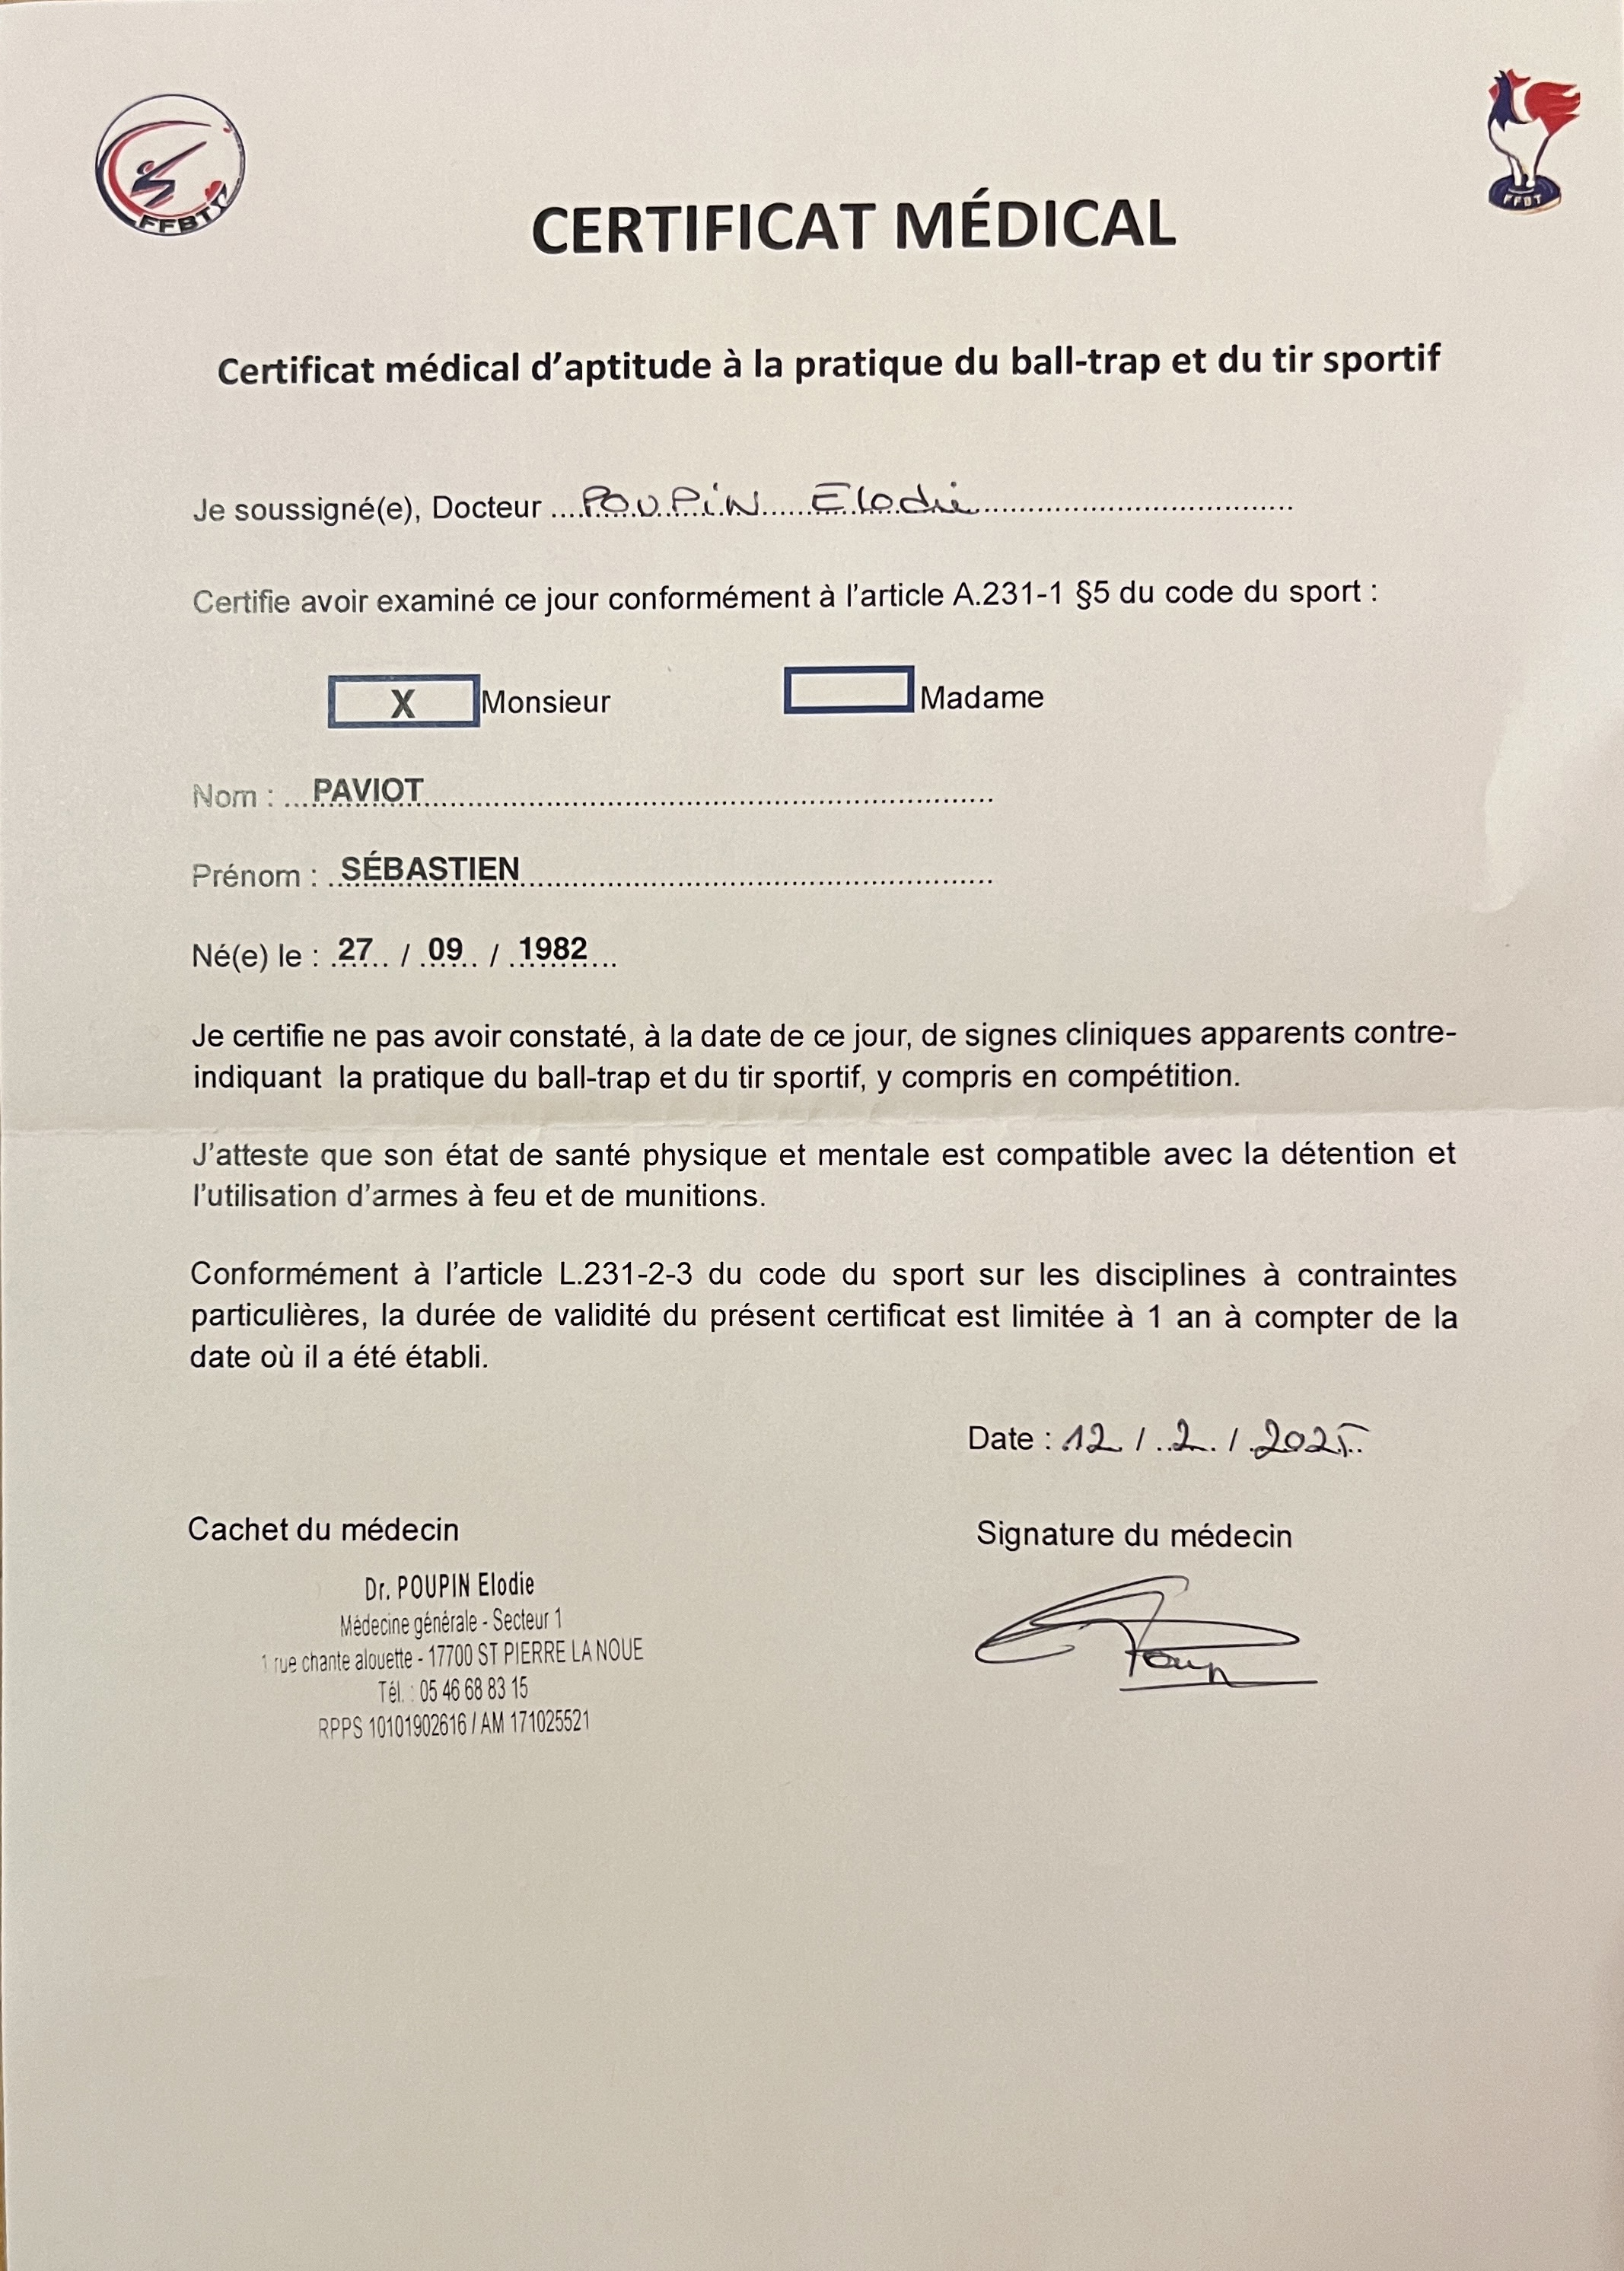 FFBT
FFBT
CERTIFICAT MÉDICAL
Certificat médical d’aptitude à la pratique du ball-trap et du tir sportif
Je soussigné(e), Docteur ....POUPIN......Elodie..............................................
Certifie avoir examiné ce jour conformément à l’article A.231-1 §5 du code du sport :
X Monsieur Madame
Nom : ...PAVIOT......................................................................
Prénom : ..SÉBASTIEN..........................................................
Né(e) le : .27.. / .09.. / .1982...
Je certifie ne pas avoir constaté, à la date de ce jour, de signes cliniques apparents contre-
indiquant la pratique du ball-trap et du tir sportif, y compris en compétition.
J’atteste que son état de santé physique et mentale est compatible avec la détention et
l’utilisation d’armes à feu et de munitions.
Conformément à l’article L.231-2-3 du code du sport sur les disciplines à contraintes
particulières, la durée de validité du présent certificat est limitée à 1 an à compter de la
date où il a été établi.
Date : 12 / 2 / 2025
Cachet du médecin
Signature du médecin
Dr. POUPIN Elodie
Médecine générale - Secteur 1
1 rue chante alouette - 17700 ST PIERRE LA NOUE
Tél. : 05 46 68 83 15
RPPS 10101902616 / AM 171025521